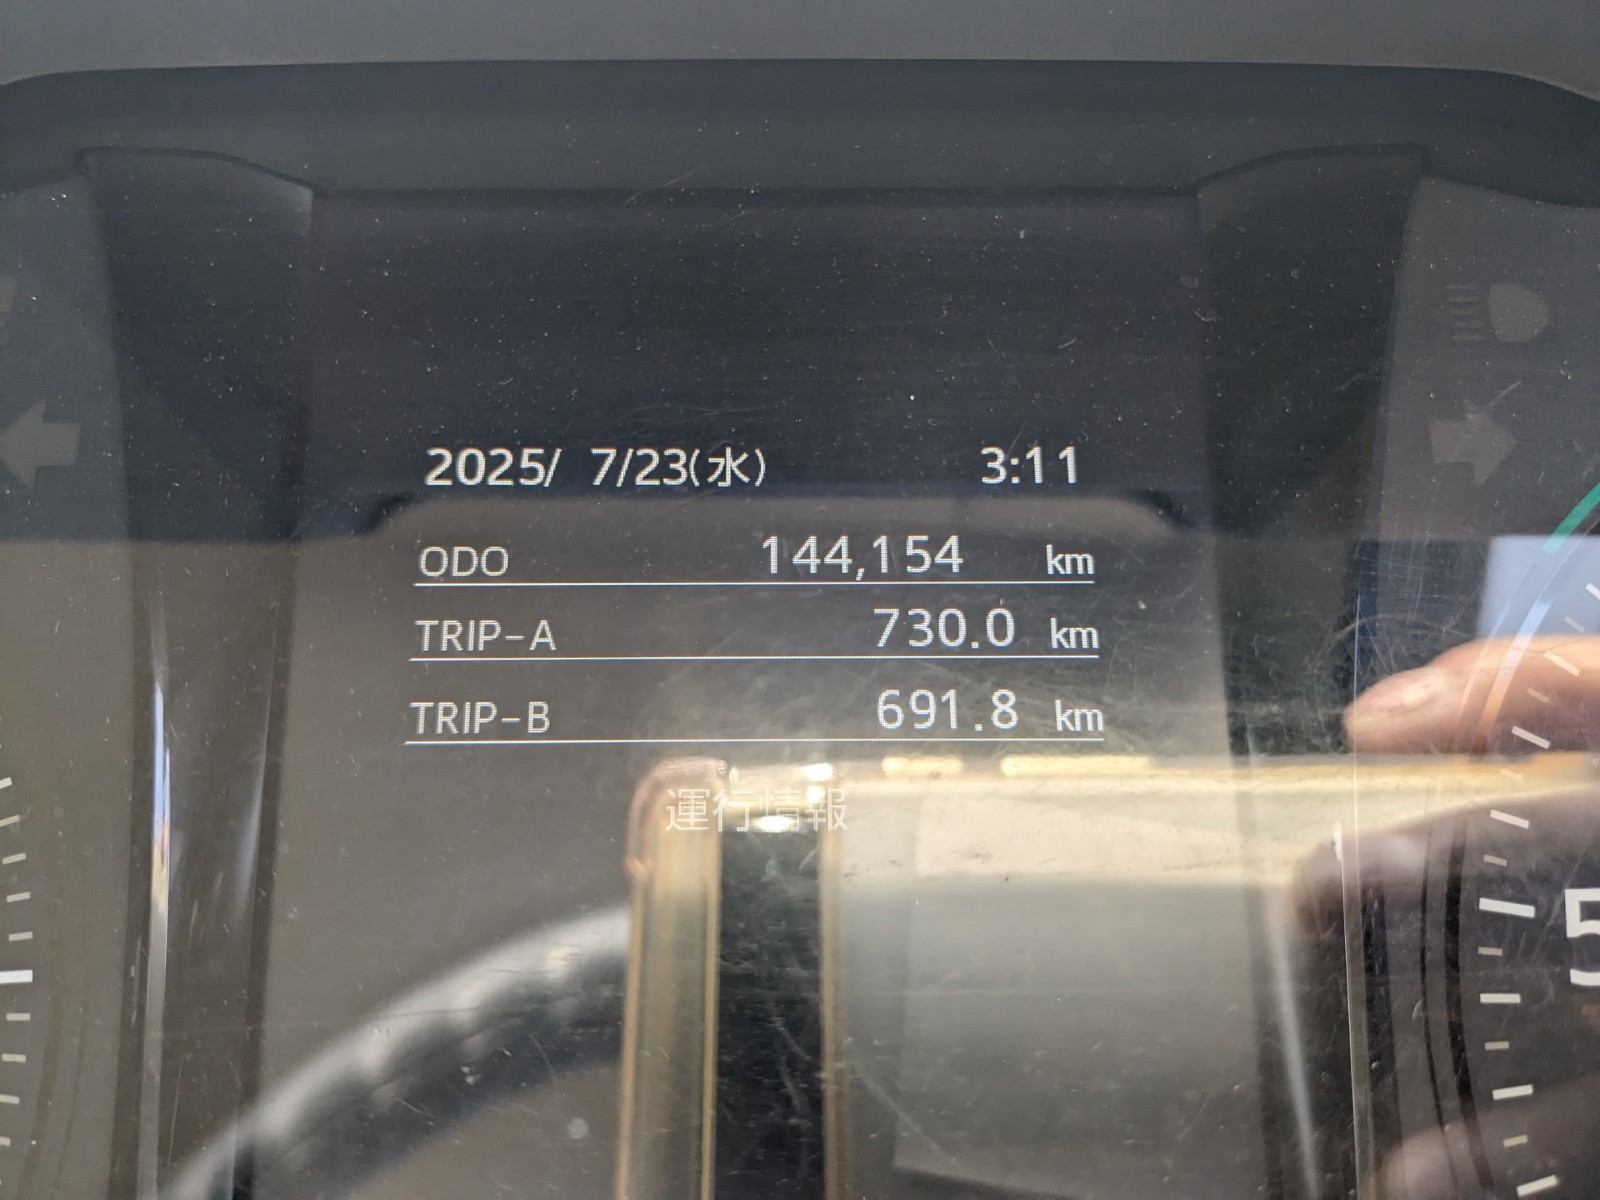 2025/ 7/23(水) 3:11
ODO 144,154 km
TRIP-A 730.0 km
TRIP-B 691.8 km
運行情報
5